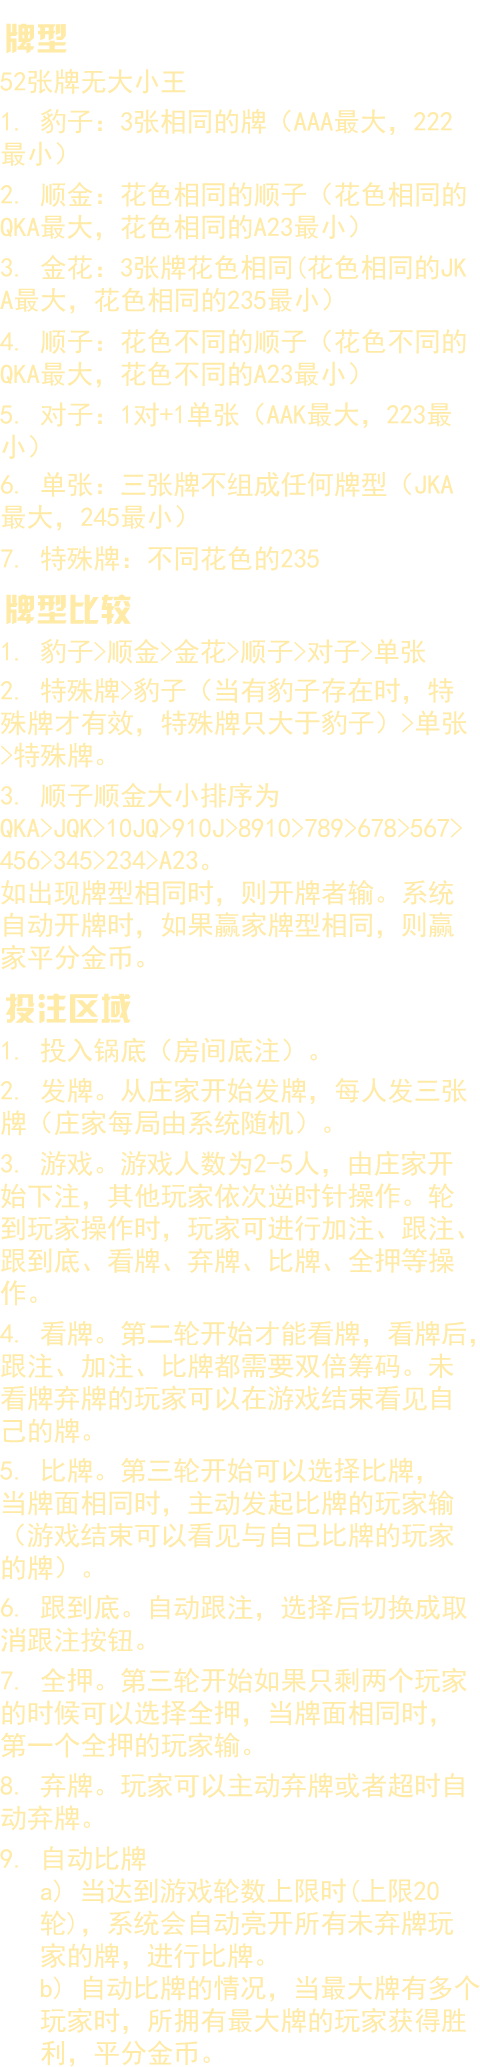 牌型
52张牌无大小王
1. 豹子：3张相同的牌（AAA最大，222
最小）
2. 顺金：花色相同的顺子（花色相同的
QKA最大，花色相同的A23最小）
3. 金花：3张牌花色相同(花色相同的JK
A最大，花色相同的235最小）
4. 顺子：花色不同的顺子（花色不同的
QKA最大，花色不同的A23最小）
5. 对子：1对+1单张（AAK最大，223最
小）
6. 单张：三张牌不组成任何牌型（JKA
最大，245最小）
7. 特殊牌：不同花色的235
牌型比较
1. 豹子>顺金>金花>顺子>对子>单张
2. 特殊牌>豹子（当有豹子存在时，特
殊牌才有效，特殊牌只大于豹子）>单张
>特殊牌。
3. 顺子顺金大小排序为
QKA>JQK>10JQ>910J>8910>789>678>567>
456>345>234>A23。
如出现牌型相同时，则开牌者输。系统
自动开牌时，如果赢家牌型相同，则赢
家平分金币。
投注区域
1. 投入锅底（房间底注）。
2. 发牌。从庄家开始发牌，每人发三张
牌（庄家每局由系统随机）。
3. 游戏。游戏人数为2-5人，由庄家开
始下注，其他玩家依次逆时针操作。轮
到玩家操作时，玩家可进行加注、跟注、
跟到底、看牌、弃牌、比牌、全押等操
作。
4. 看牌。第二轮开始才能看牌，看牌后，
跟注、加注、比牌都需要双倍筹码。未
看牌弃牌的玩家可以在游戏结束看见自
己的牌。
5. 比牌。第三轮开始可以选择比牌，
当牌面相同时，主动发起比牌的玩家输
（游戏结束可以看见与自己比牌的玩家
的牌）。
6. 跟到底。自动跟注，选择后切换成取
消跟注按钮。
7. 全押。第三轮开始如果只剩两个玩家
的时候可以选择全押，当牌面相同时，
第一个全押的玩家输。
8. 弃牌。玩家可以主动弃牌或者超时自
动弃牌。
9. 自动比牌
a) 当达到游戏轮数上限时(上限20
轮)，系统会自动亮开所有未弃牌玩
家的牌，进行比牌。
b) 自动比牌的情况，当最大牌有多个
玩家时，所拥有最大牌的玩家获得胜
利，平分金币。